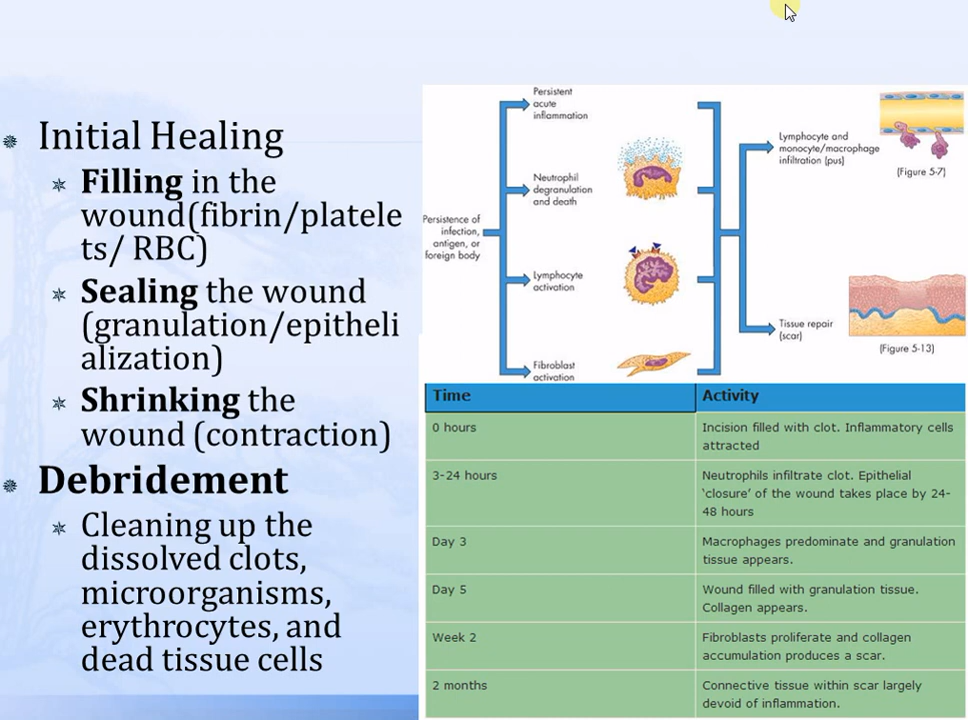 Initial Healing
Filling in the
wound(fibrin/platele
ts/ RBC)
Sealing the wound
(granulation/epitheli
alization)
Shrinking the
wound (contraction)
Debridement
Cleaning up the
dissolved clots,
microorganisms,
erythrocytes, and
dead tissue cells
Persistence of
infection,
antigen, or
foreign body
Persistent
acute
inflammation
Neutrophil
degranulation
and death
Lymphocyte
activation
Fibroblast
activation
Lymphocyte and
monocyte/macrophage
infiltration (pus)
(Figure 5-7)
Tissue repair
(scar)
(Figure 5-13)
Time Activity
0 hours Incision filled with clot. Inflammatory cells
attracted
3-24 hours Neutrophils infiltrate clot. Epithelial
‘closure’ of the wound takes place by 24-
48 hours
Day 3 Macrophages predominate and granulation
tissue appears.
Day 5 Wound filled with granulation tissue.
Collagen appears.
Week 2 Fibroblasts proliferate and collagen
accumulation produces a scar.
2 months Connective tissue within scar largely
devoid of inflammation.